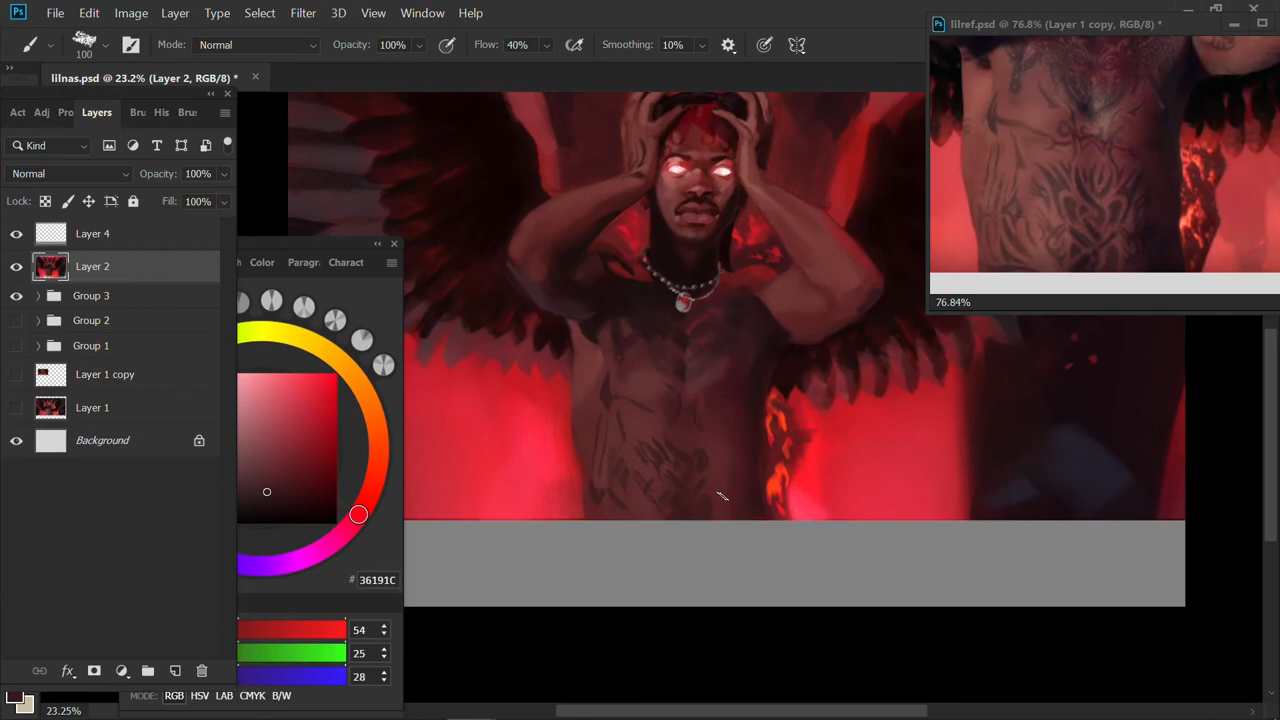 Ps File Edit Image Layer Type Select Filter 3D View Window Help
100 Mode: Normal Opacity: 100% Flow: 40% Smoothing: 10%
lilnas.psd @ 23.2% (Layer 2, RGB/8) *
Ps lilref.psd @ 76.8% (Layer 1 copy, RGB/8) *
76.84%
Act Adj Pro Layers Bru His Brus
Kind
Normal Opacity: 100%
Lock: Fill: 100%
Layer 4
Layer 2
Group 3
Group 2
Group 1
Layer 1 copy
Layer 1
Background
fx
Color Paragr Charact
# 36191C
54
25
28
MODE: RGB HSV LAB CMYK B/W
23.25%